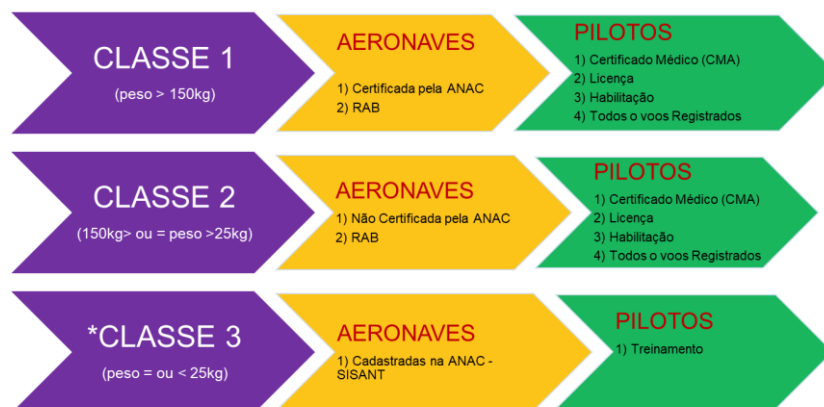 CLASSE 1
(peso > 150kg)
AERONAVES
1) Certificada pela ANAC
2) RAB
PILOTOS
1) Certificado Médico (CMA)
2) Licença
3) Habilitação
4) Todos o voos Registrados
CLASSE 2
(150kg> ou = peso >25kg)
AERONAVES
1) Não Certificada pela ANAC
2) RAB
PILOTOS
1) Certificado Médico (CMA)
2) Licença
3) Habilitação
4) Todos o voos Registrados
*CLASSE 3
(peso = ou < 25kg)
AERONAVES
1) Cadastradas na ANAC -
SISANT
PILOTOS
1) Treinamento